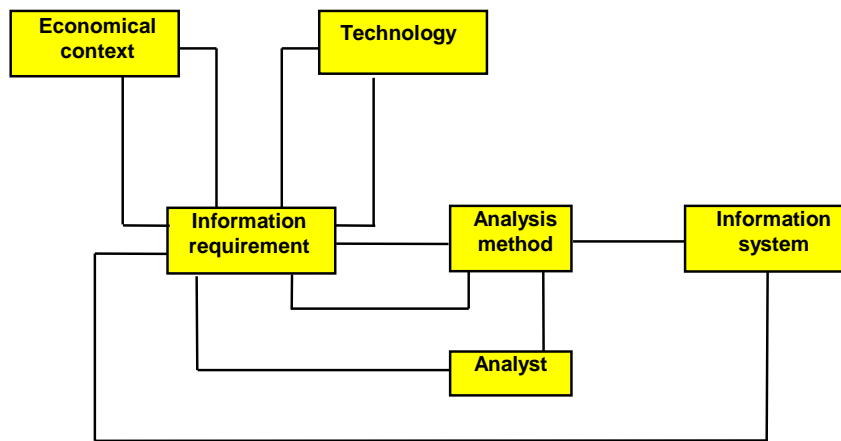 Economical
context
Technology
Information
requirement
Analysis
method
Information
system
Analyst